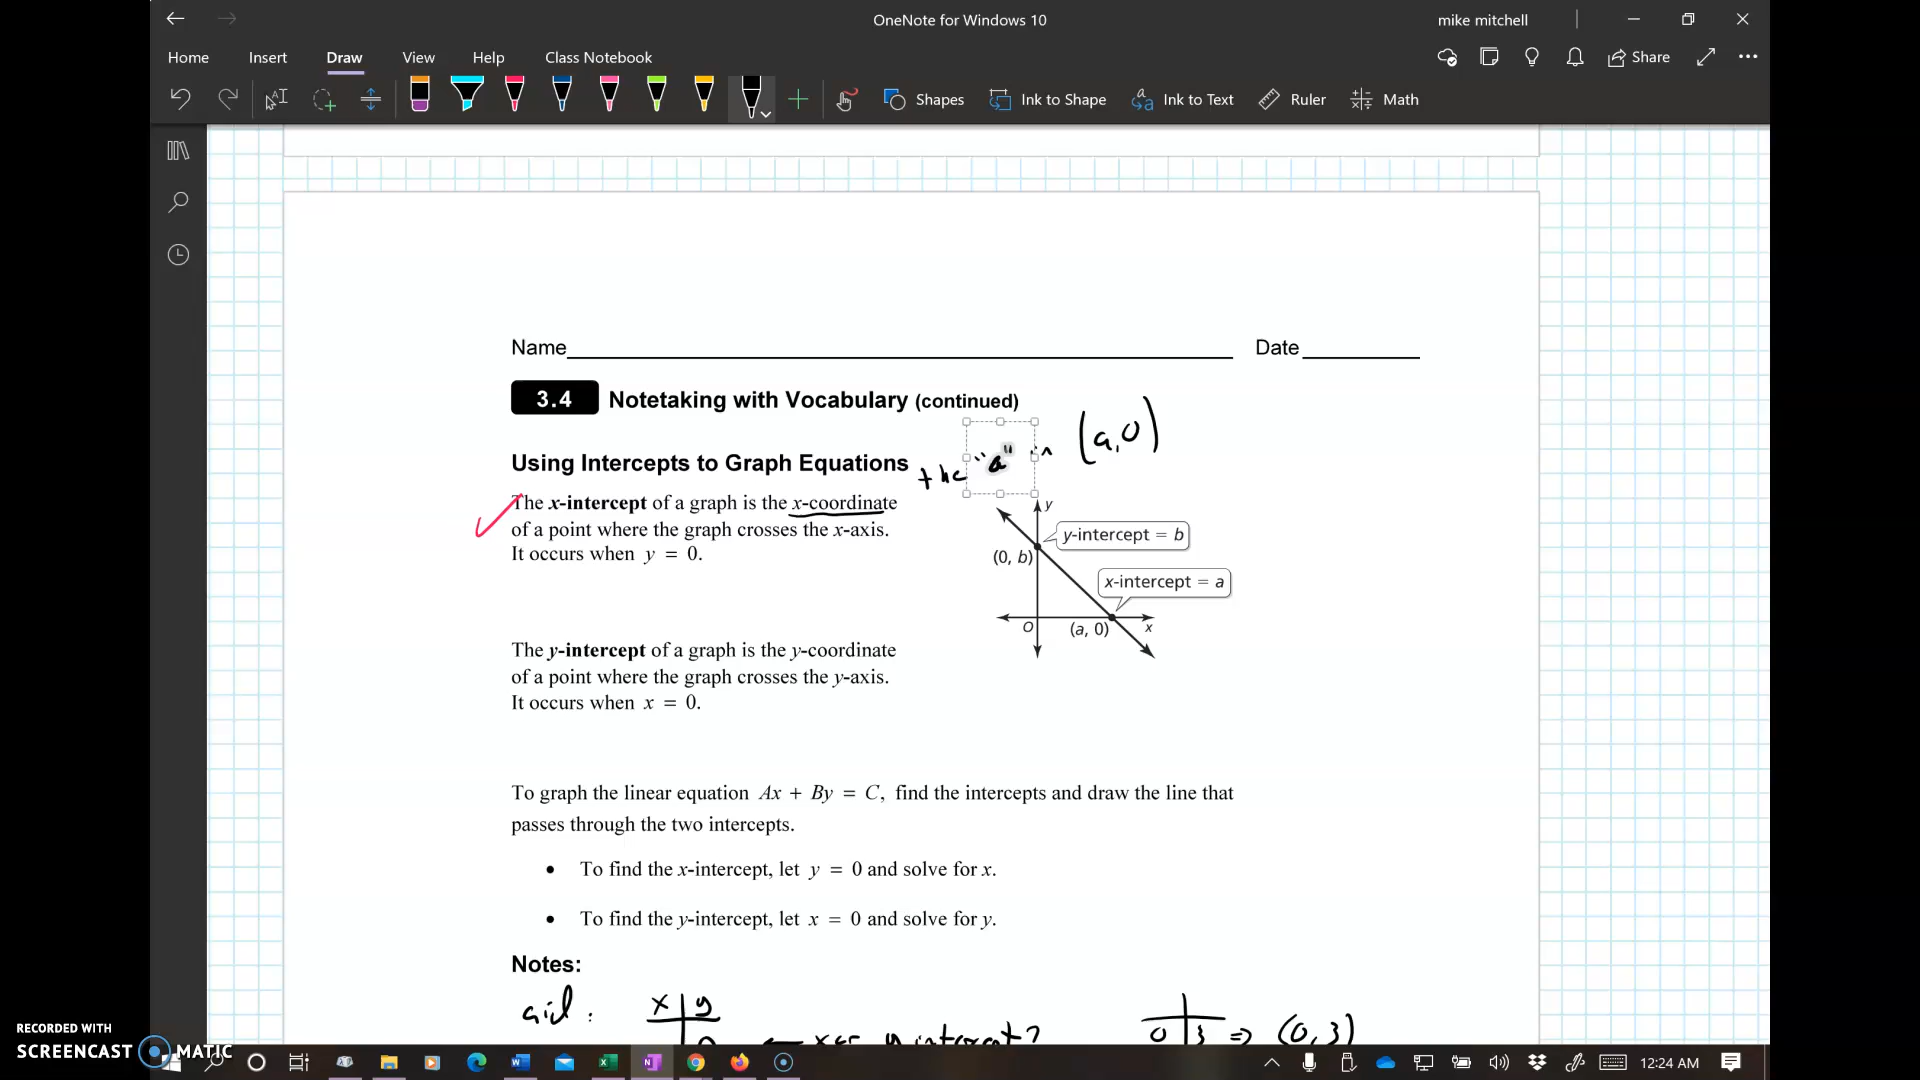 OneNote for Windows 10
mike mitchell
Home Insert Draw View Help Class Notebook Share
Shapes Ink to Shape Ink to Text Ruler Math
Name Date
3.4 Notetaking with Vocabulary (continued)
(a,0)
the "a" in
Using Intercepts to Graph Equations
The x-intercept of a graph is the x-coordinate
of a point where the graph crosses the x-axis.
It occurs when y = 0.
y
y-intercept = b
(0, b)
x-intercept = a
O (a, 0) x
The y-intercept of a graph is the y-coordinate
of a point where the graph crosses the y-axis.
It occurs when x = 0.
To graph the linear equation Ax + By = C, find the intercepts and draw the line that
passes through the two intercepts.
• To find the x-intercept, let y = 0 and solve for x.
• To find the y-intercept, let x = 0 and solve for y.
Notes:
aid : x y
0 3 ⇒ (0,3)
RECORDED WITH
SCREENCAST MATIC
12:24 AM